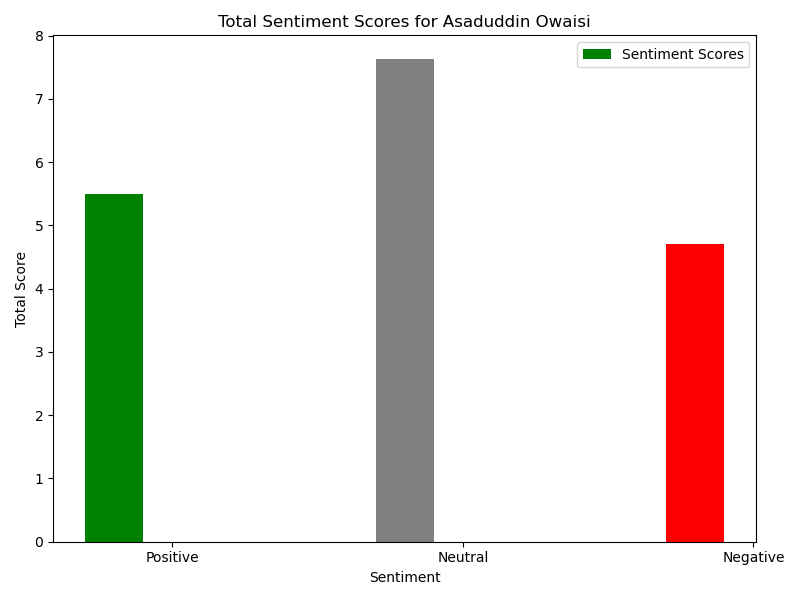 Total Sentiment Scores for Asaduddin Owaisi
Sentiment Scores
Total Score
8
7
6
5
4
3
2
1
0
Positive
Neutral
Negative
Sentiment